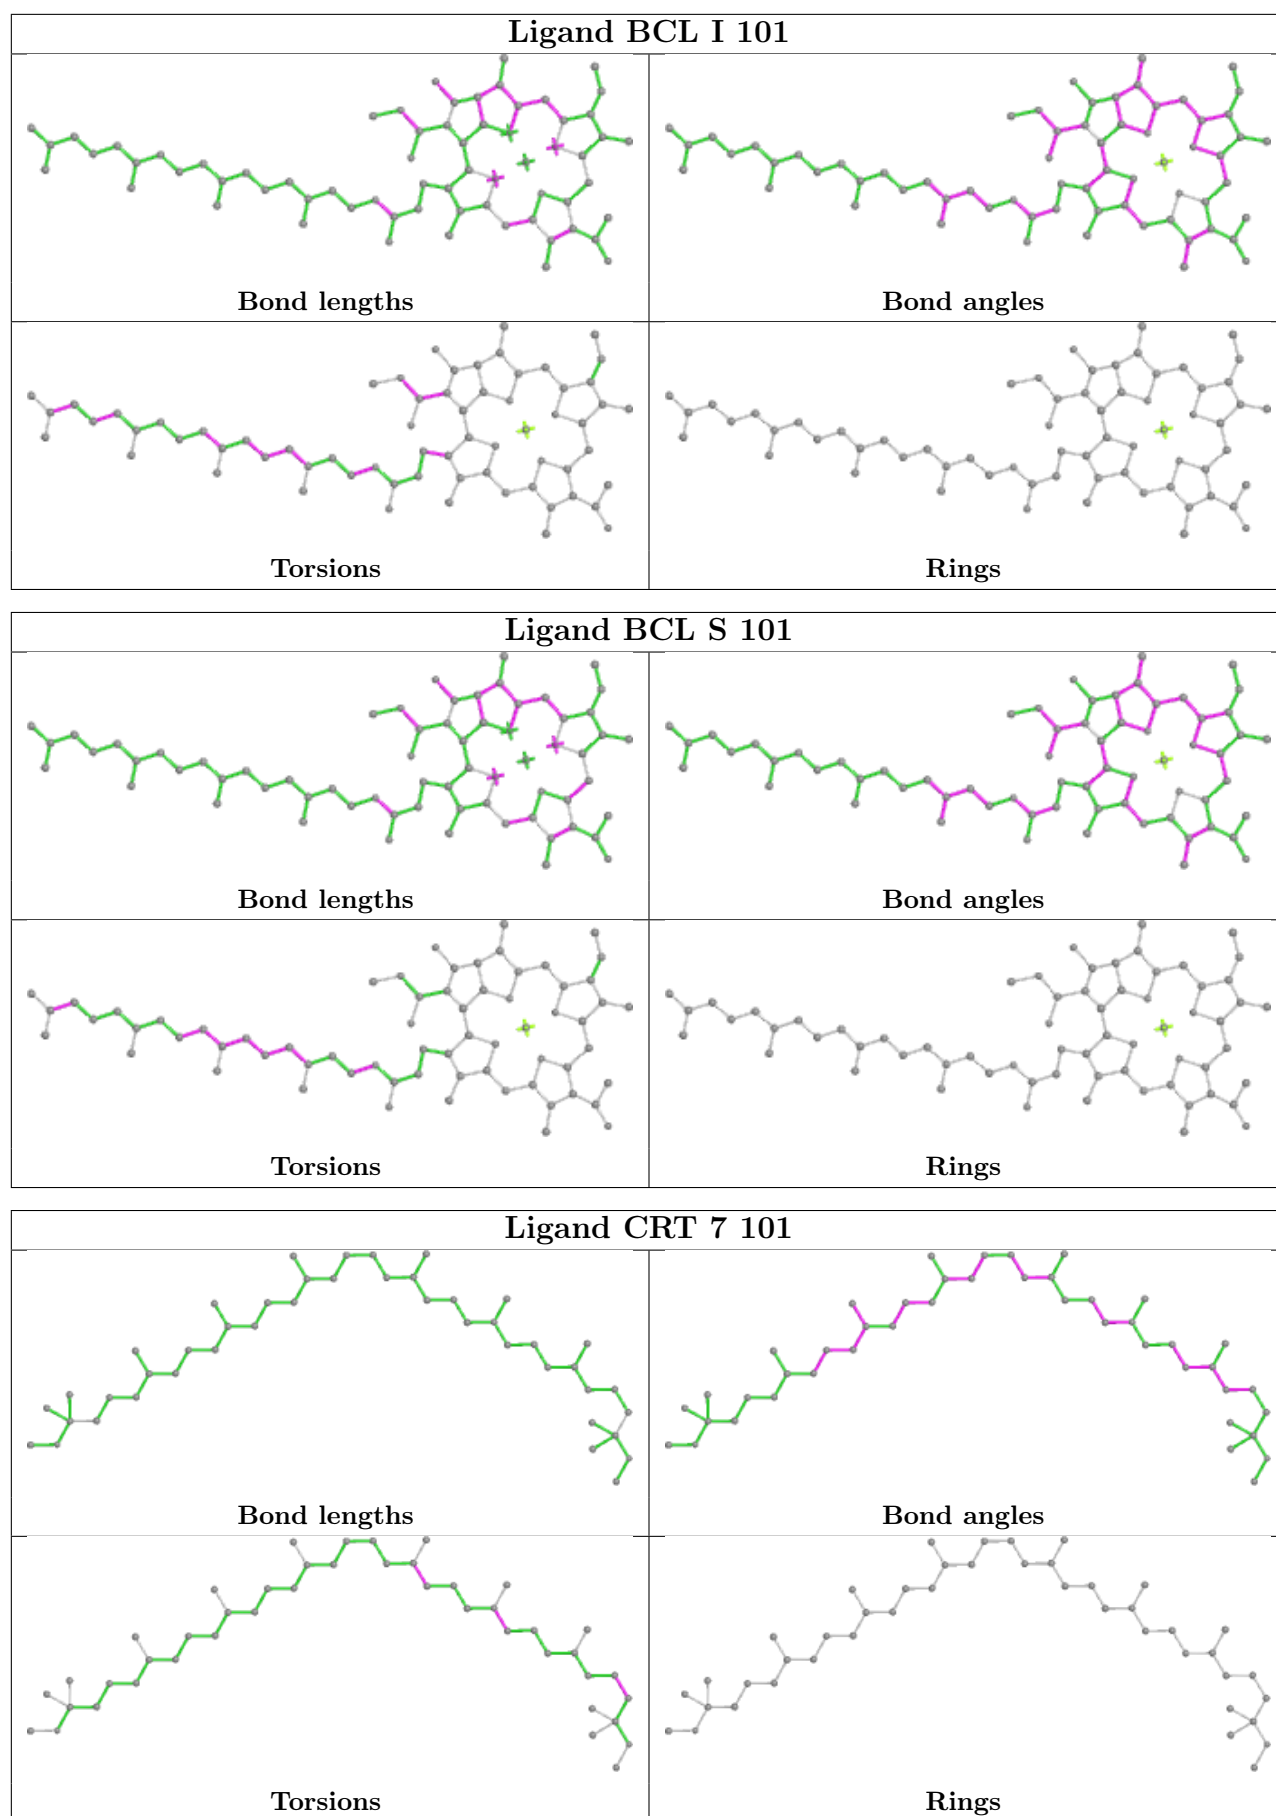 Ligand BCL I 101
Bond lengths
Bond angles
Torsions
Rings
Ligand BCL S 101
Bond lengths
Bond angles
Torsions
Rings
Ligand CRT 7 101
Bond lengths
Bond angles
Torsions
Rings